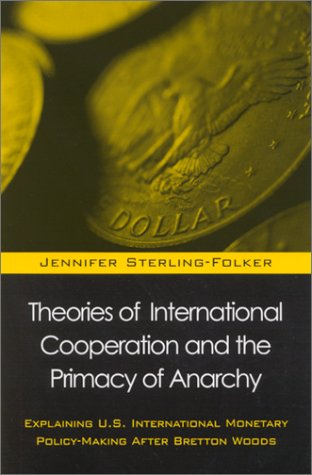 DOLLAR
JENNIFER STERLING-FOLKER
Theories of International
Cooperation and the
Primacy of Anarchy
EXPLAINING U.S. INTERNATIONAL MONETARY
POLICY-MAKING AFTER BRETTON WOODS